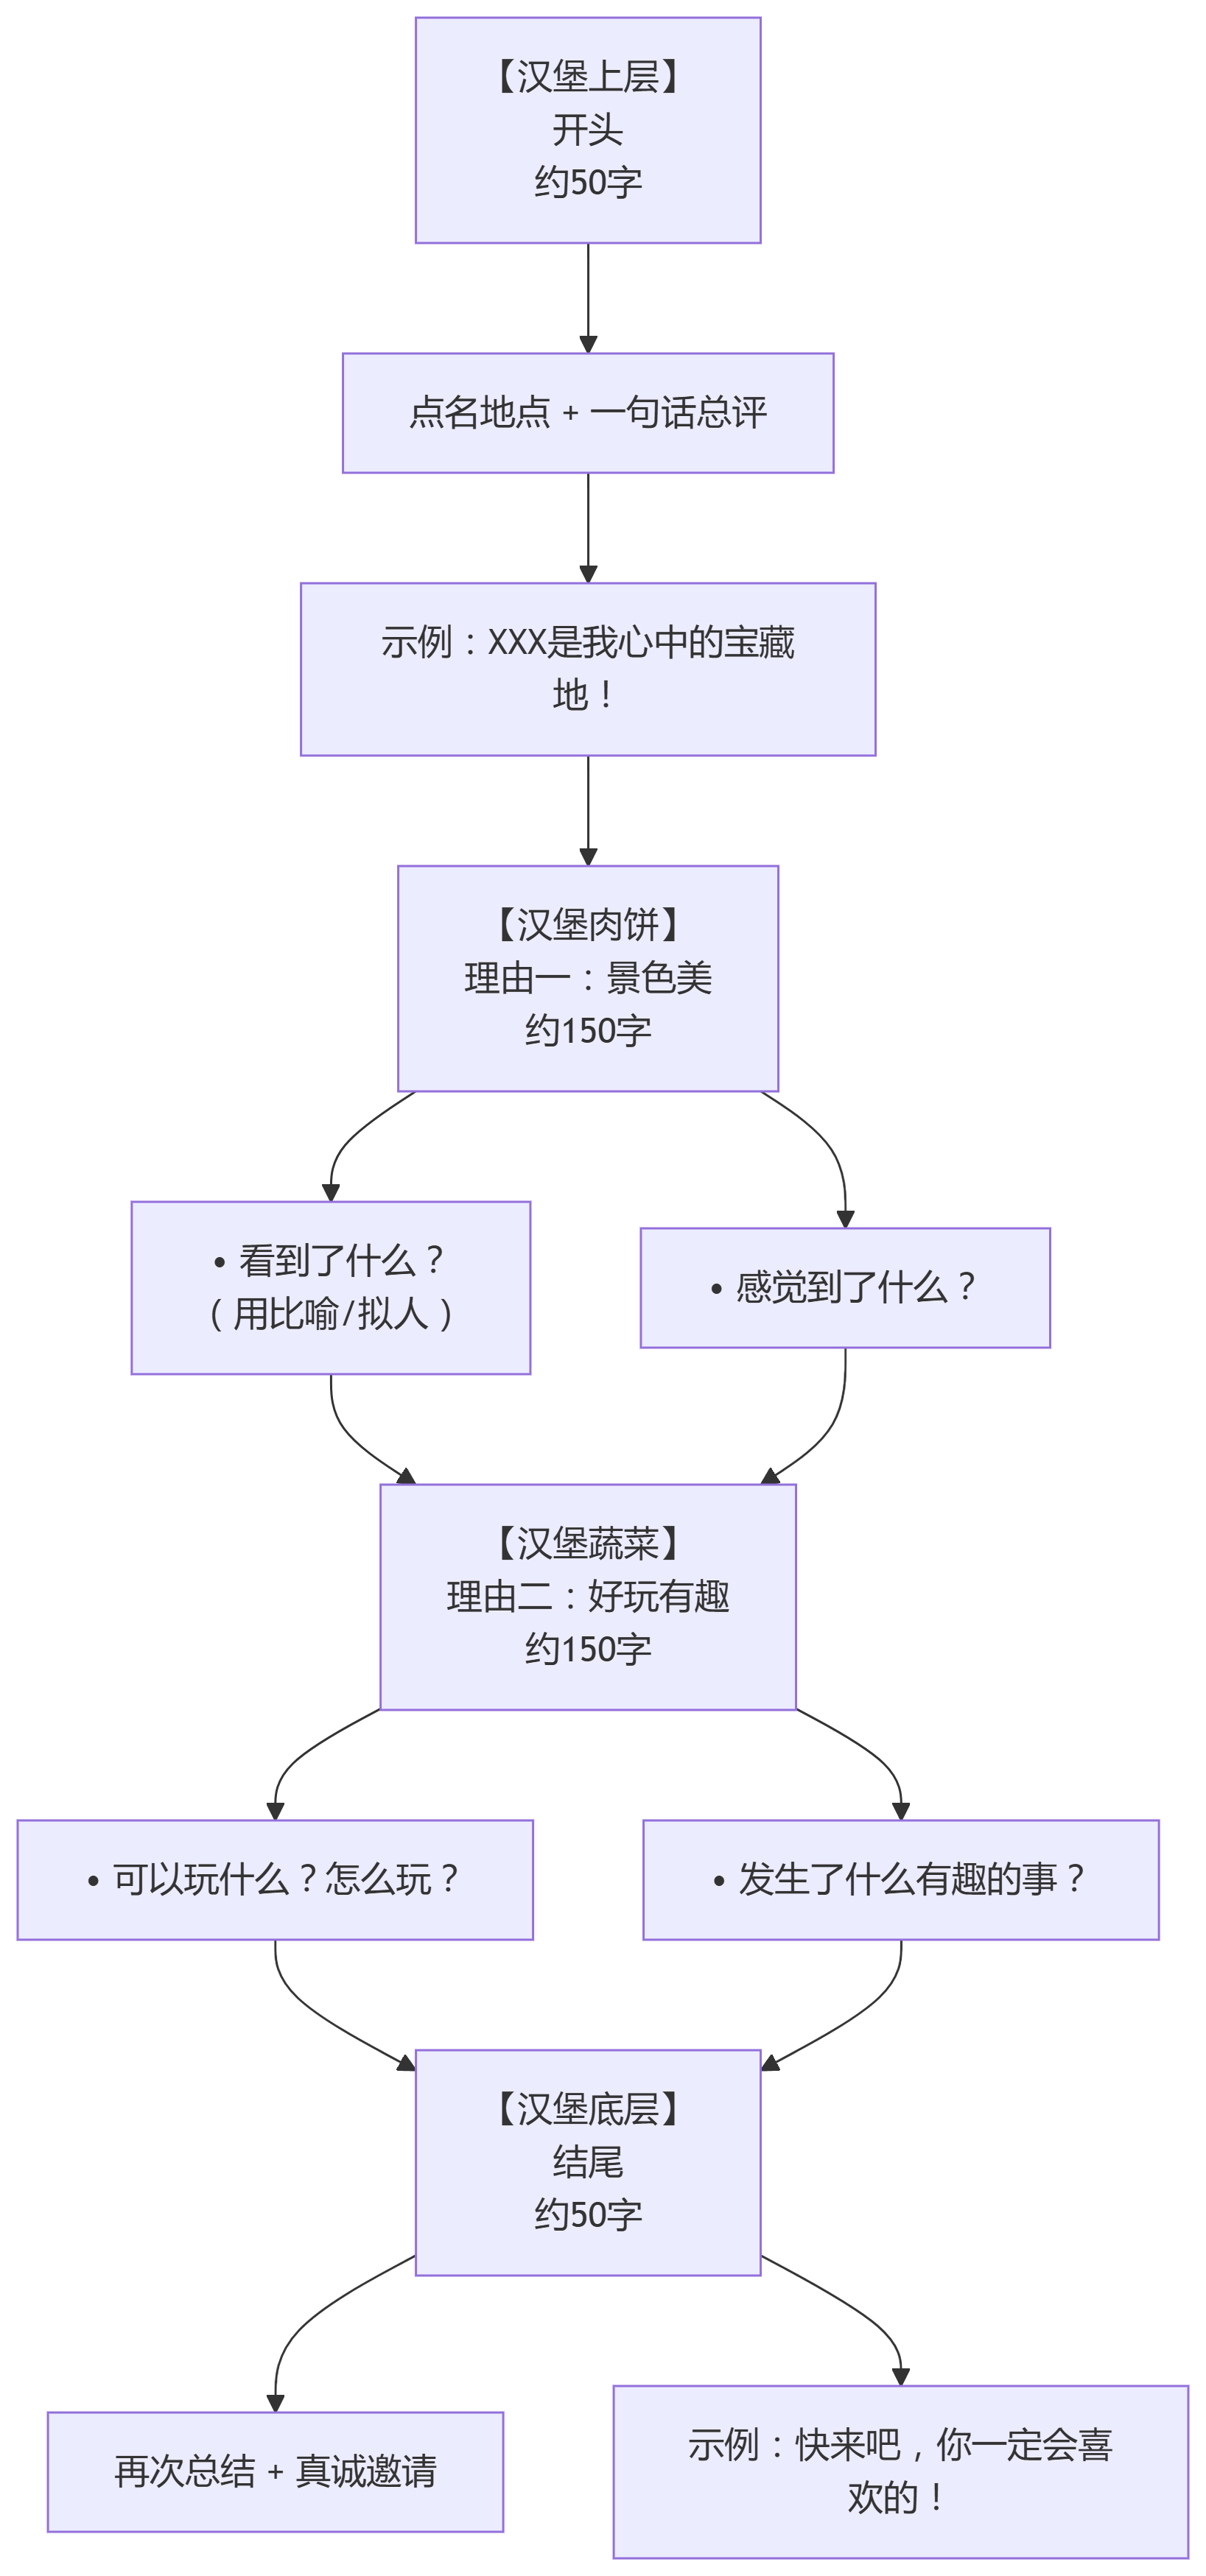 【汉堡上层】
开头
约50字
点名地点 + 一句话总评
示例：XXX是我心中的宝藏
地！
【汉堡肉饼】
理由一：景色美
约150字
• 看到了什么？
（用比喻/拟人）
• 感觉到了什么？
【汉堡蔬菜】
理由二：好玩有趣
约150字
• 可以玩什么？怎么玩？
• 发生了什么有趣的事？
【汉堡底层】
结尾
约50字
再次总结 + 真诚邀请
示例：快来吧，你一定会喜
欢的！